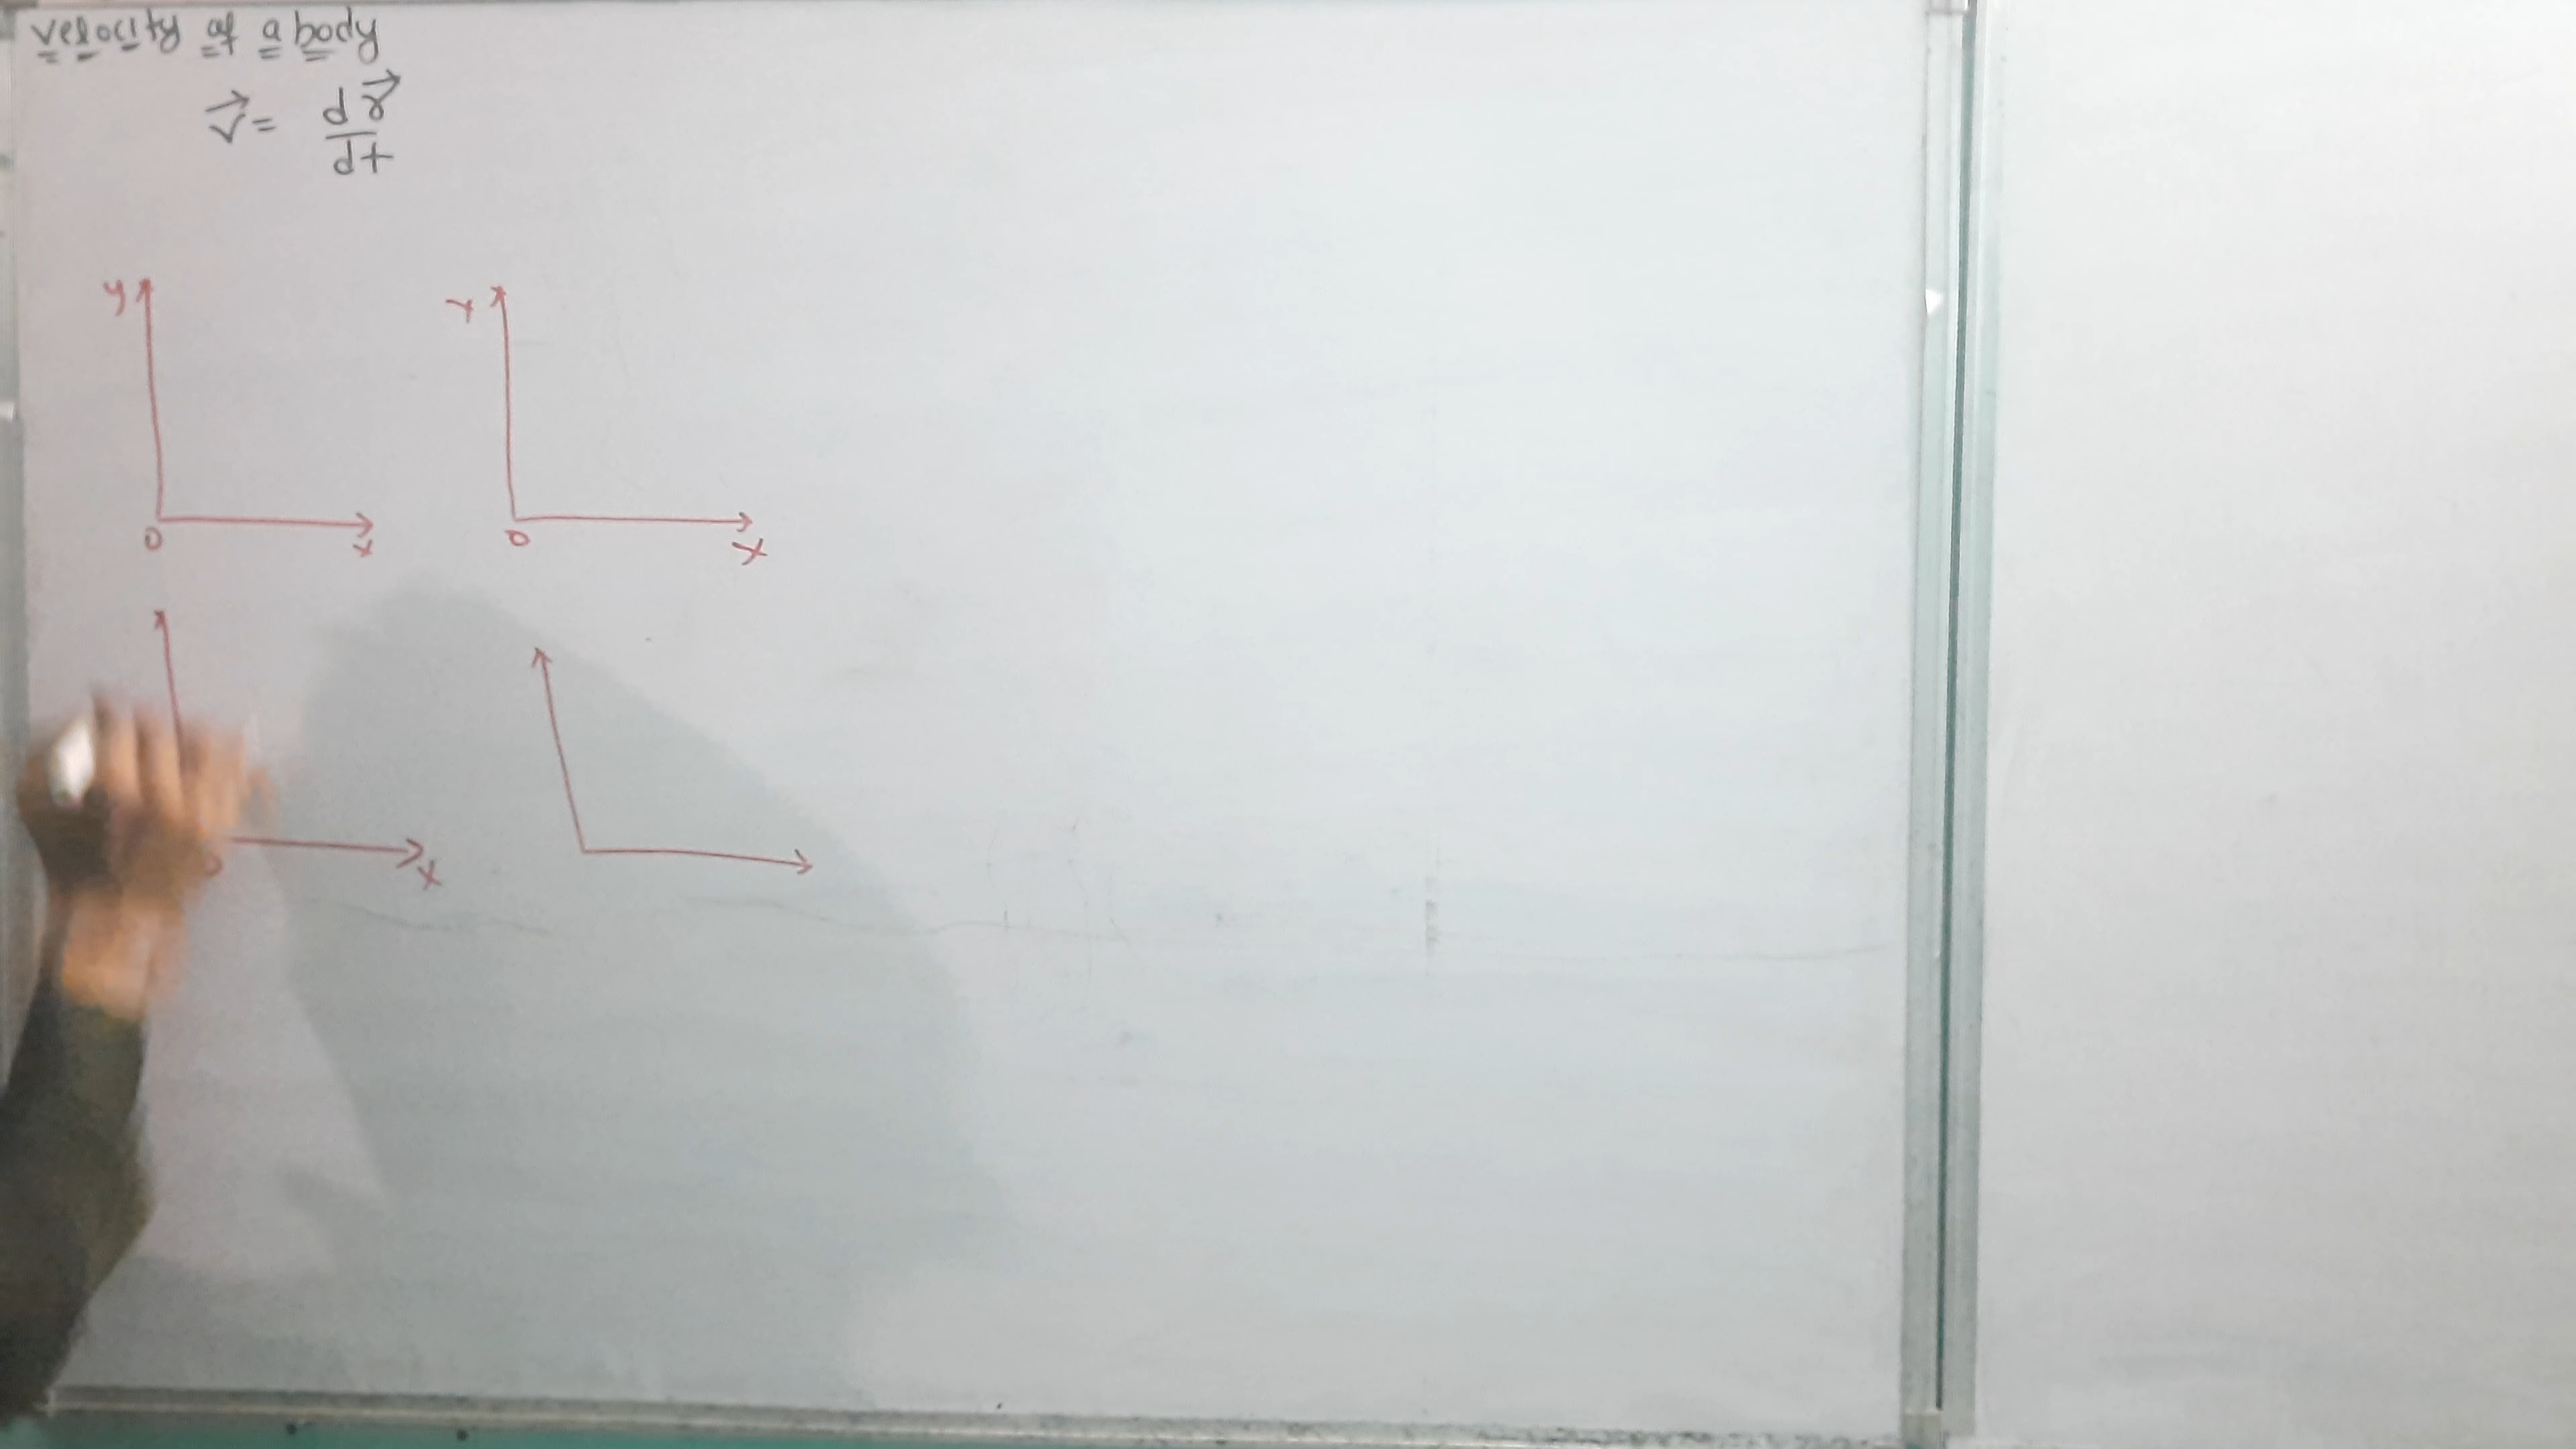 velocity of a body
v⃗ = dr⃗/dt
y Y
O x O X
X